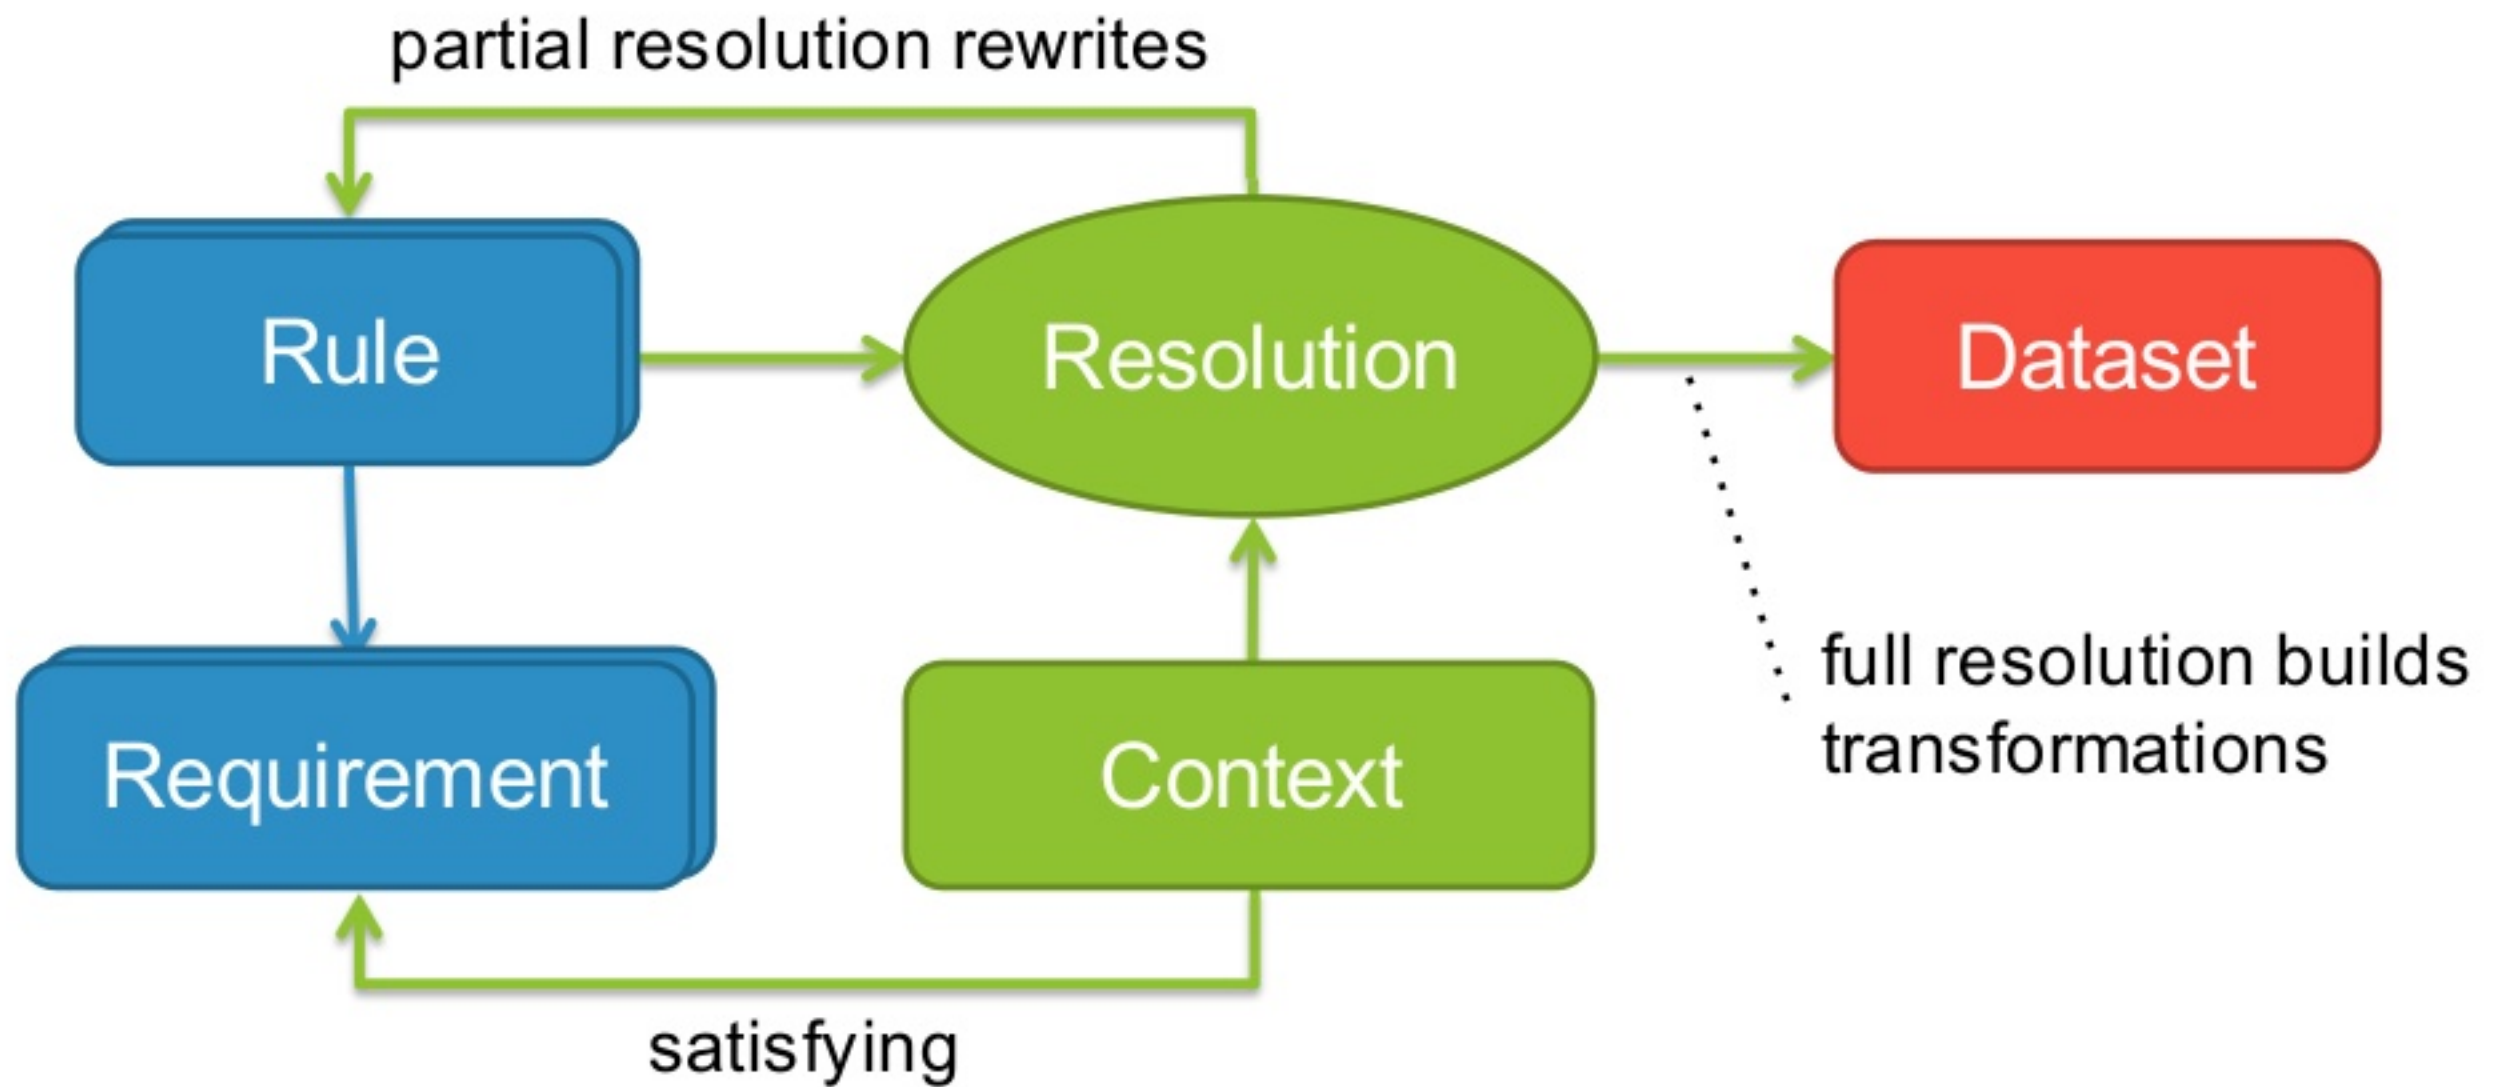 partial resolution rewrites
Rule
Resolution
Dataset
Requirement
Context
full resolution builds
transformations
satisfying